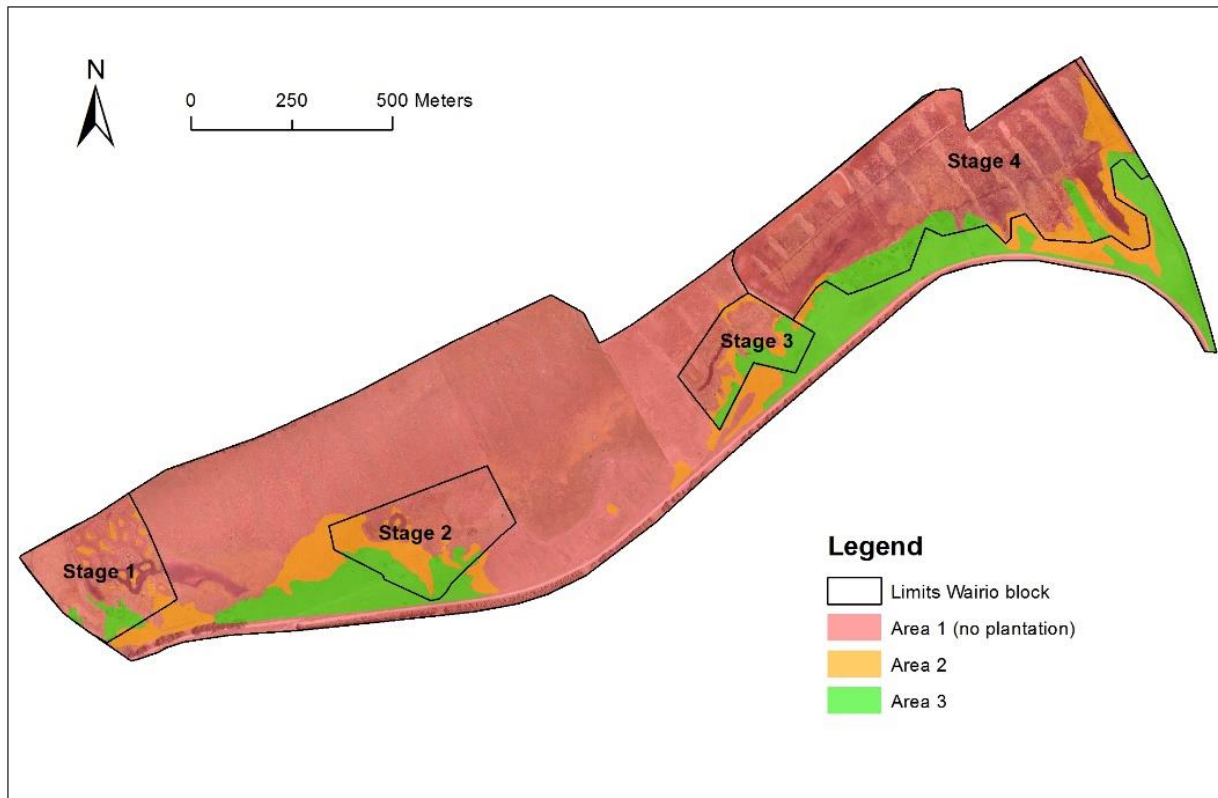 N
0 250 500 Meters
Stage 4
Stage 3
Stage 2
Stage 1
Legend
Limits Wairio block
Area 1 (no plantation)
Area 2
Area 3